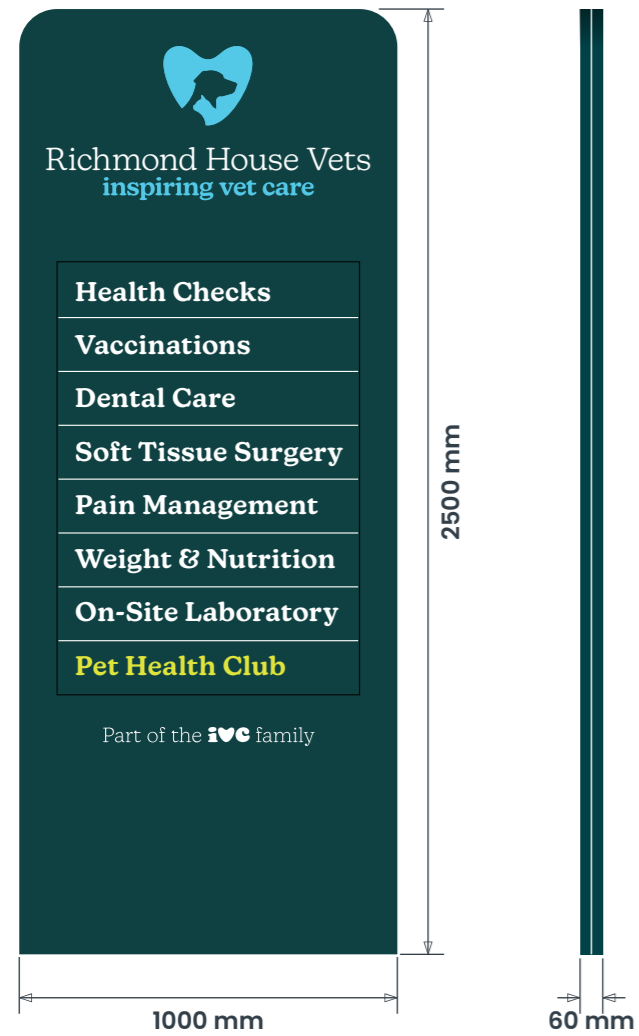 Richmond House Vets
inspiring vet care
Health Checks
Vaccinations
Dental Care
Soft Tissue Surgery
Pain Management
Weight & Nutrition
On-Site Laboratory
Pet Health Club
Part of the ivc family
2500 mm
1000 mm
60 mm